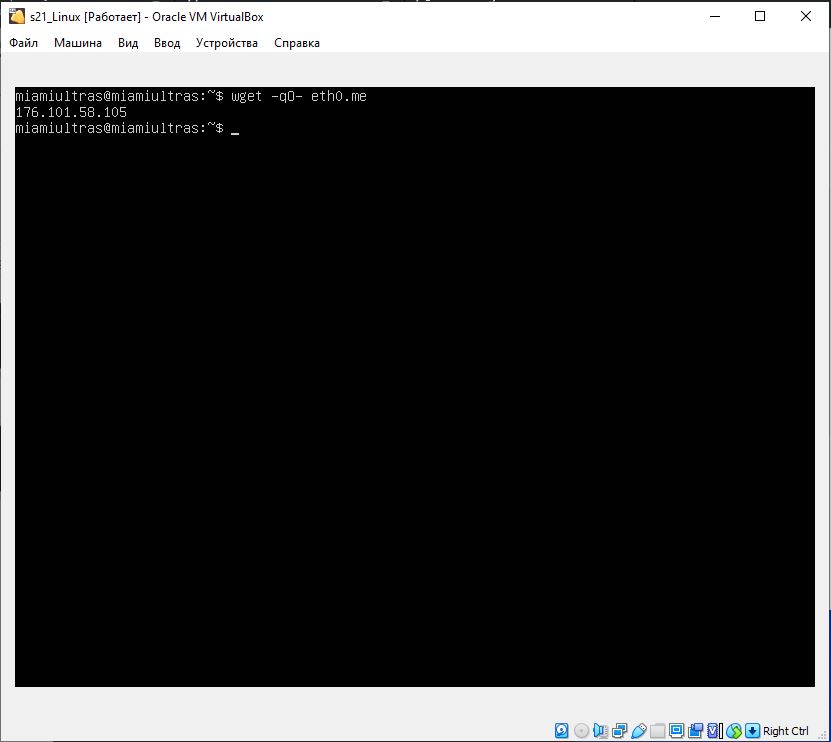 s21_Linux [Работает] - Oracle VM VirtualBox
Файл Машина Вид Ввод Устройства Справка
miamiultras@miamiultras:~$ wget -qO- eth0.me
176.101.58.105
miamiultras@miamiultras:~$ _
Right Ctrl